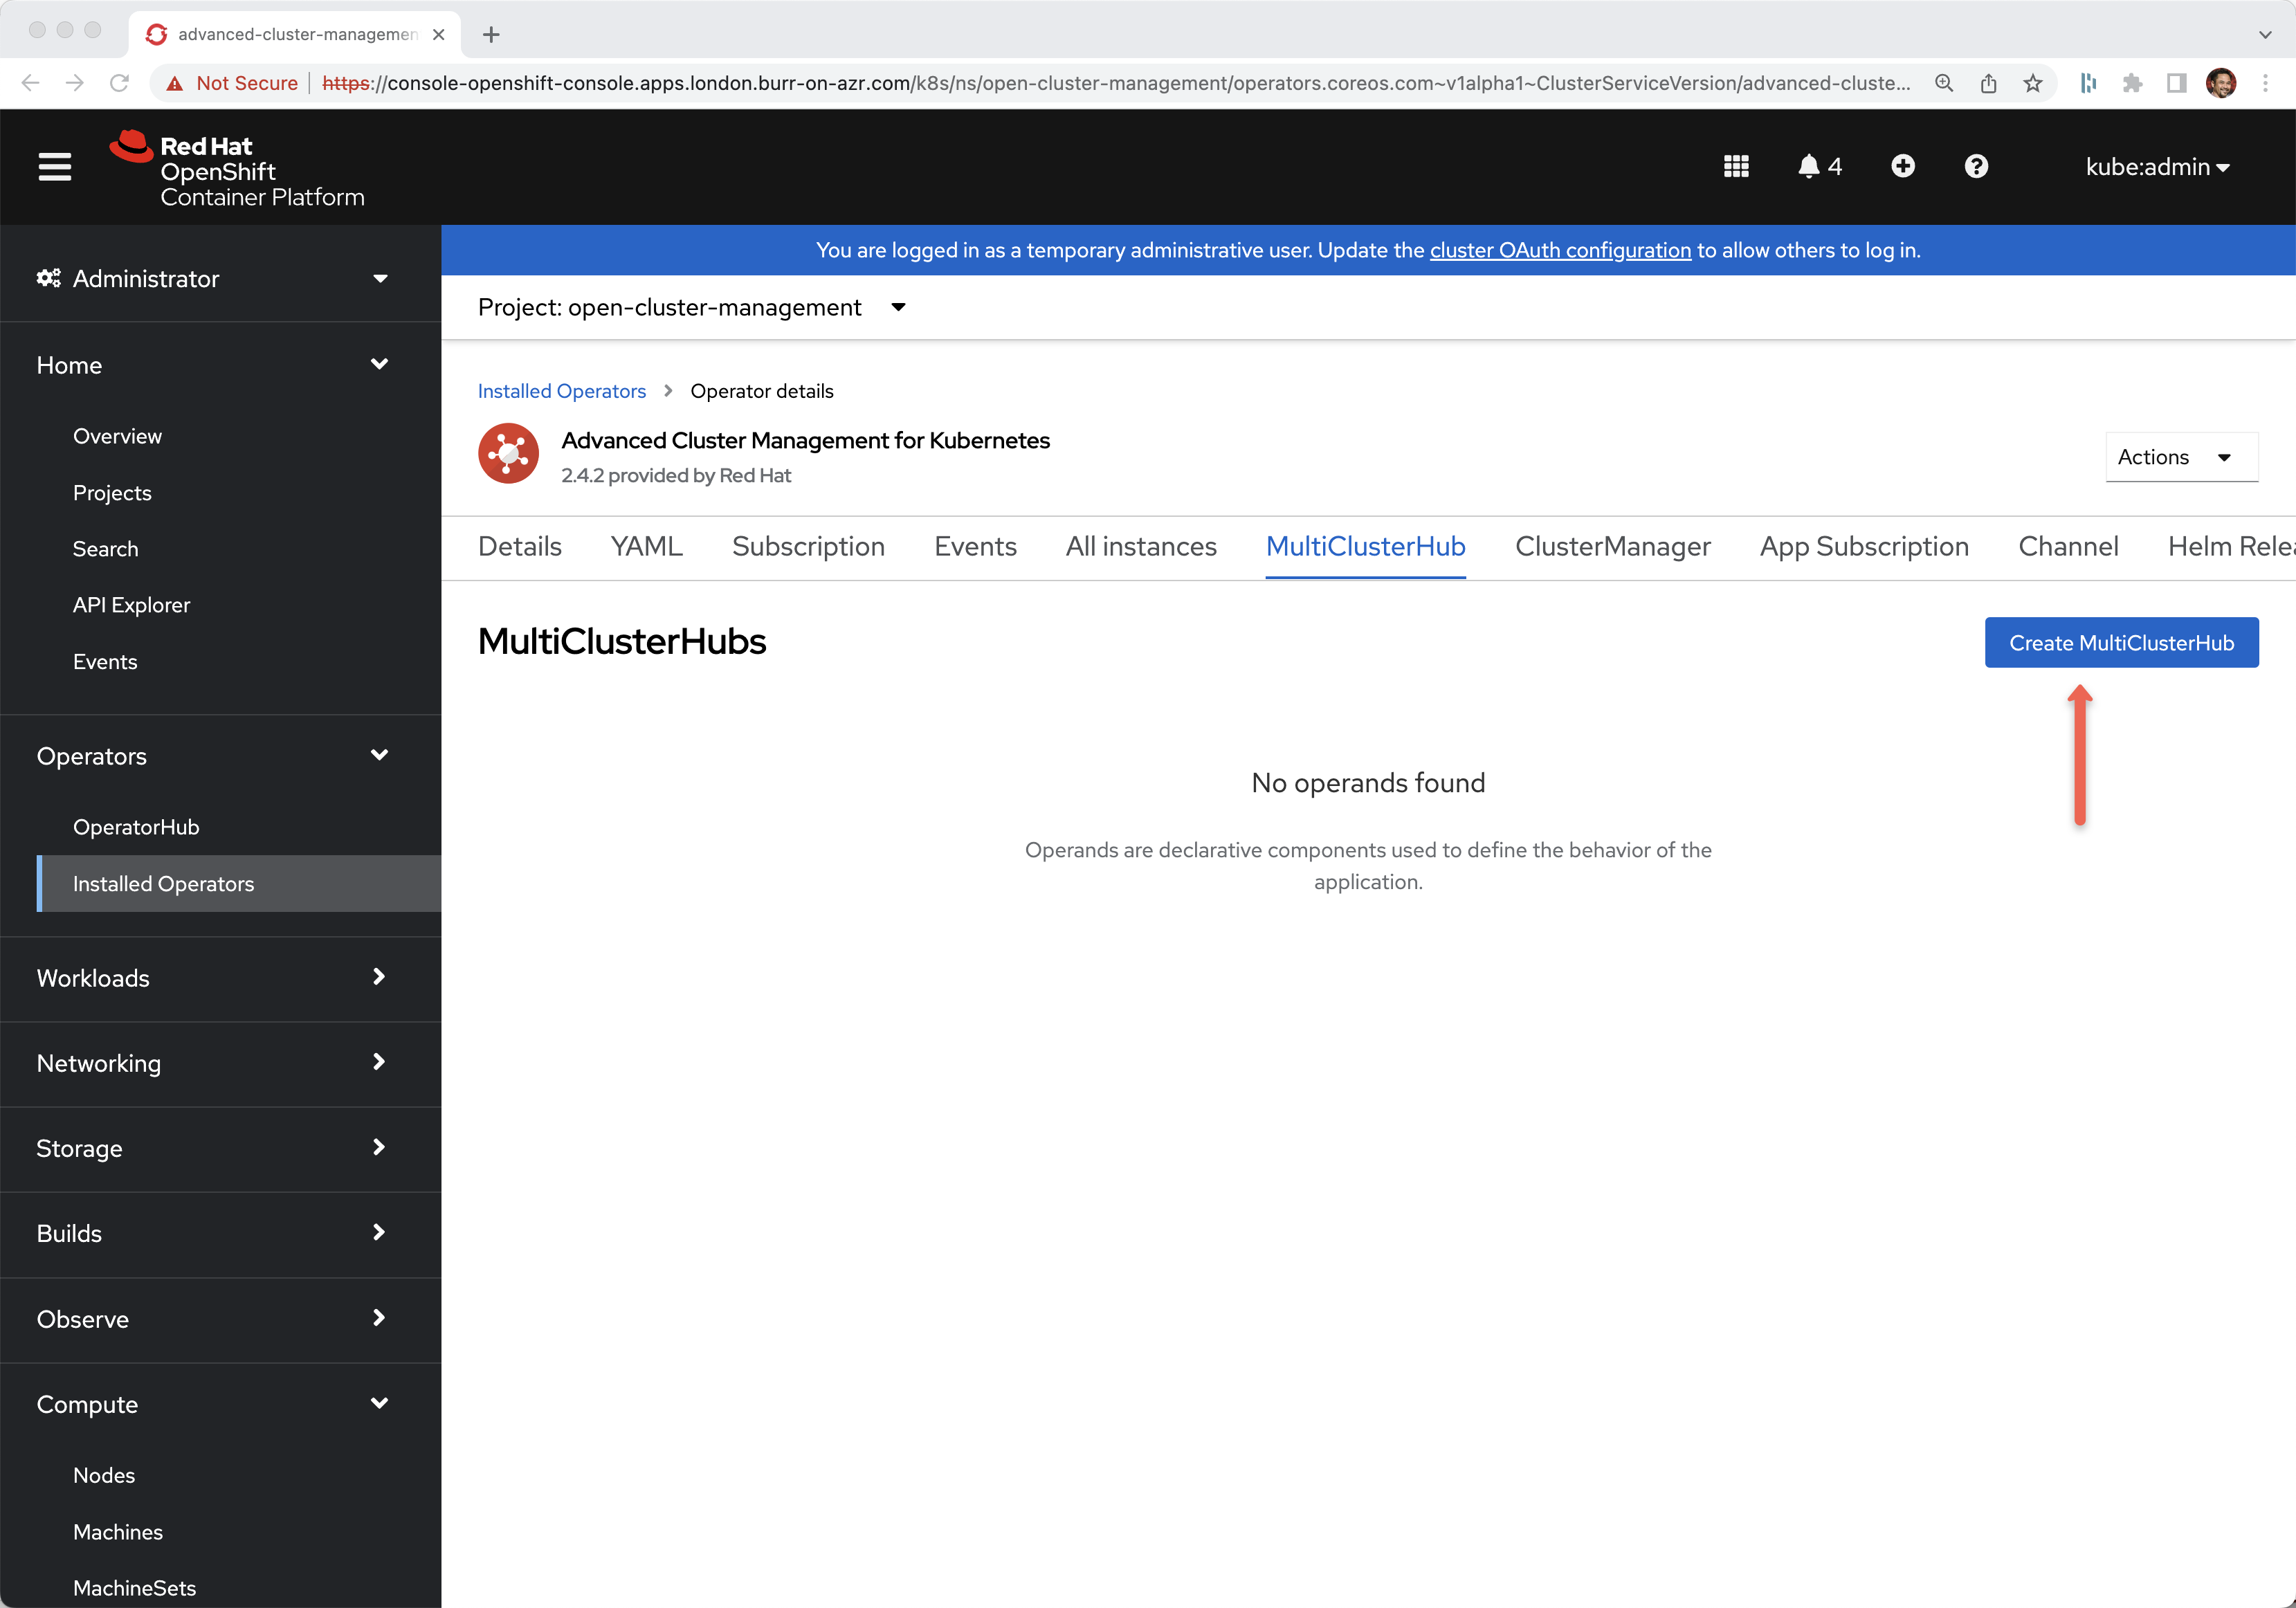 advanced-cluster-managemen
Not Secure
https://console-openshift-console.apps.london.burr-on-azr.com/k8s/ns/open-cluster-management/operators.coreos.com~v1alpha1~ClusterServiceVersion/advanced-cluste...
Red Hat
OpenShift
Container Platform
4
kube:admin
You are logged in as a temporary administrative user. Update the cluster OAuth configuration to allow others to log in.
Administrator
Home
Overview
Projects
Search
API Explorer
Events
Operators
OperatorHub
Installed Operators
Workloads
Networking
Storage
Builds
Observe
Compute
Nodes
Machines
MachineSets
Project: open-cluster-management
Installed Operators > Operator details
Advanced Cluster Management for Kubernetes
2.4.2 provided by Red Hat
Actions
Details YAML Subscription Events All instances MultiClusterHub ClusterManager App Subscription Channel Helm Relea
MultiClusterHubs
Create MultiClusterHub
No operands found
Operands are declarative components used to define the behavior of the
application.